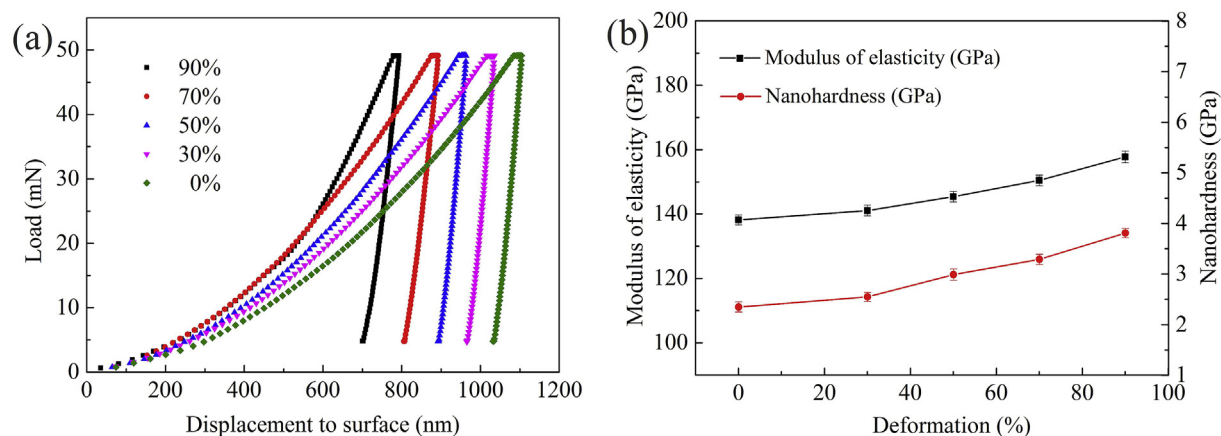 (a)
Load (mN)
50
40
30
20
10
0
90%
70%
50%
30%
0%
0 200 400 600 800 1000 1200
Displacement to surface (nm)
(b)
Modulus of elasticity (GPa)
200
180
160
140
120
100
Modulus of elasticity (GPa)
Nanohardness (GPa)
8
7
6
5
4
3
2
1
Nanohardness (GPa)
0 20 40 60 80 100
Deformation (%)